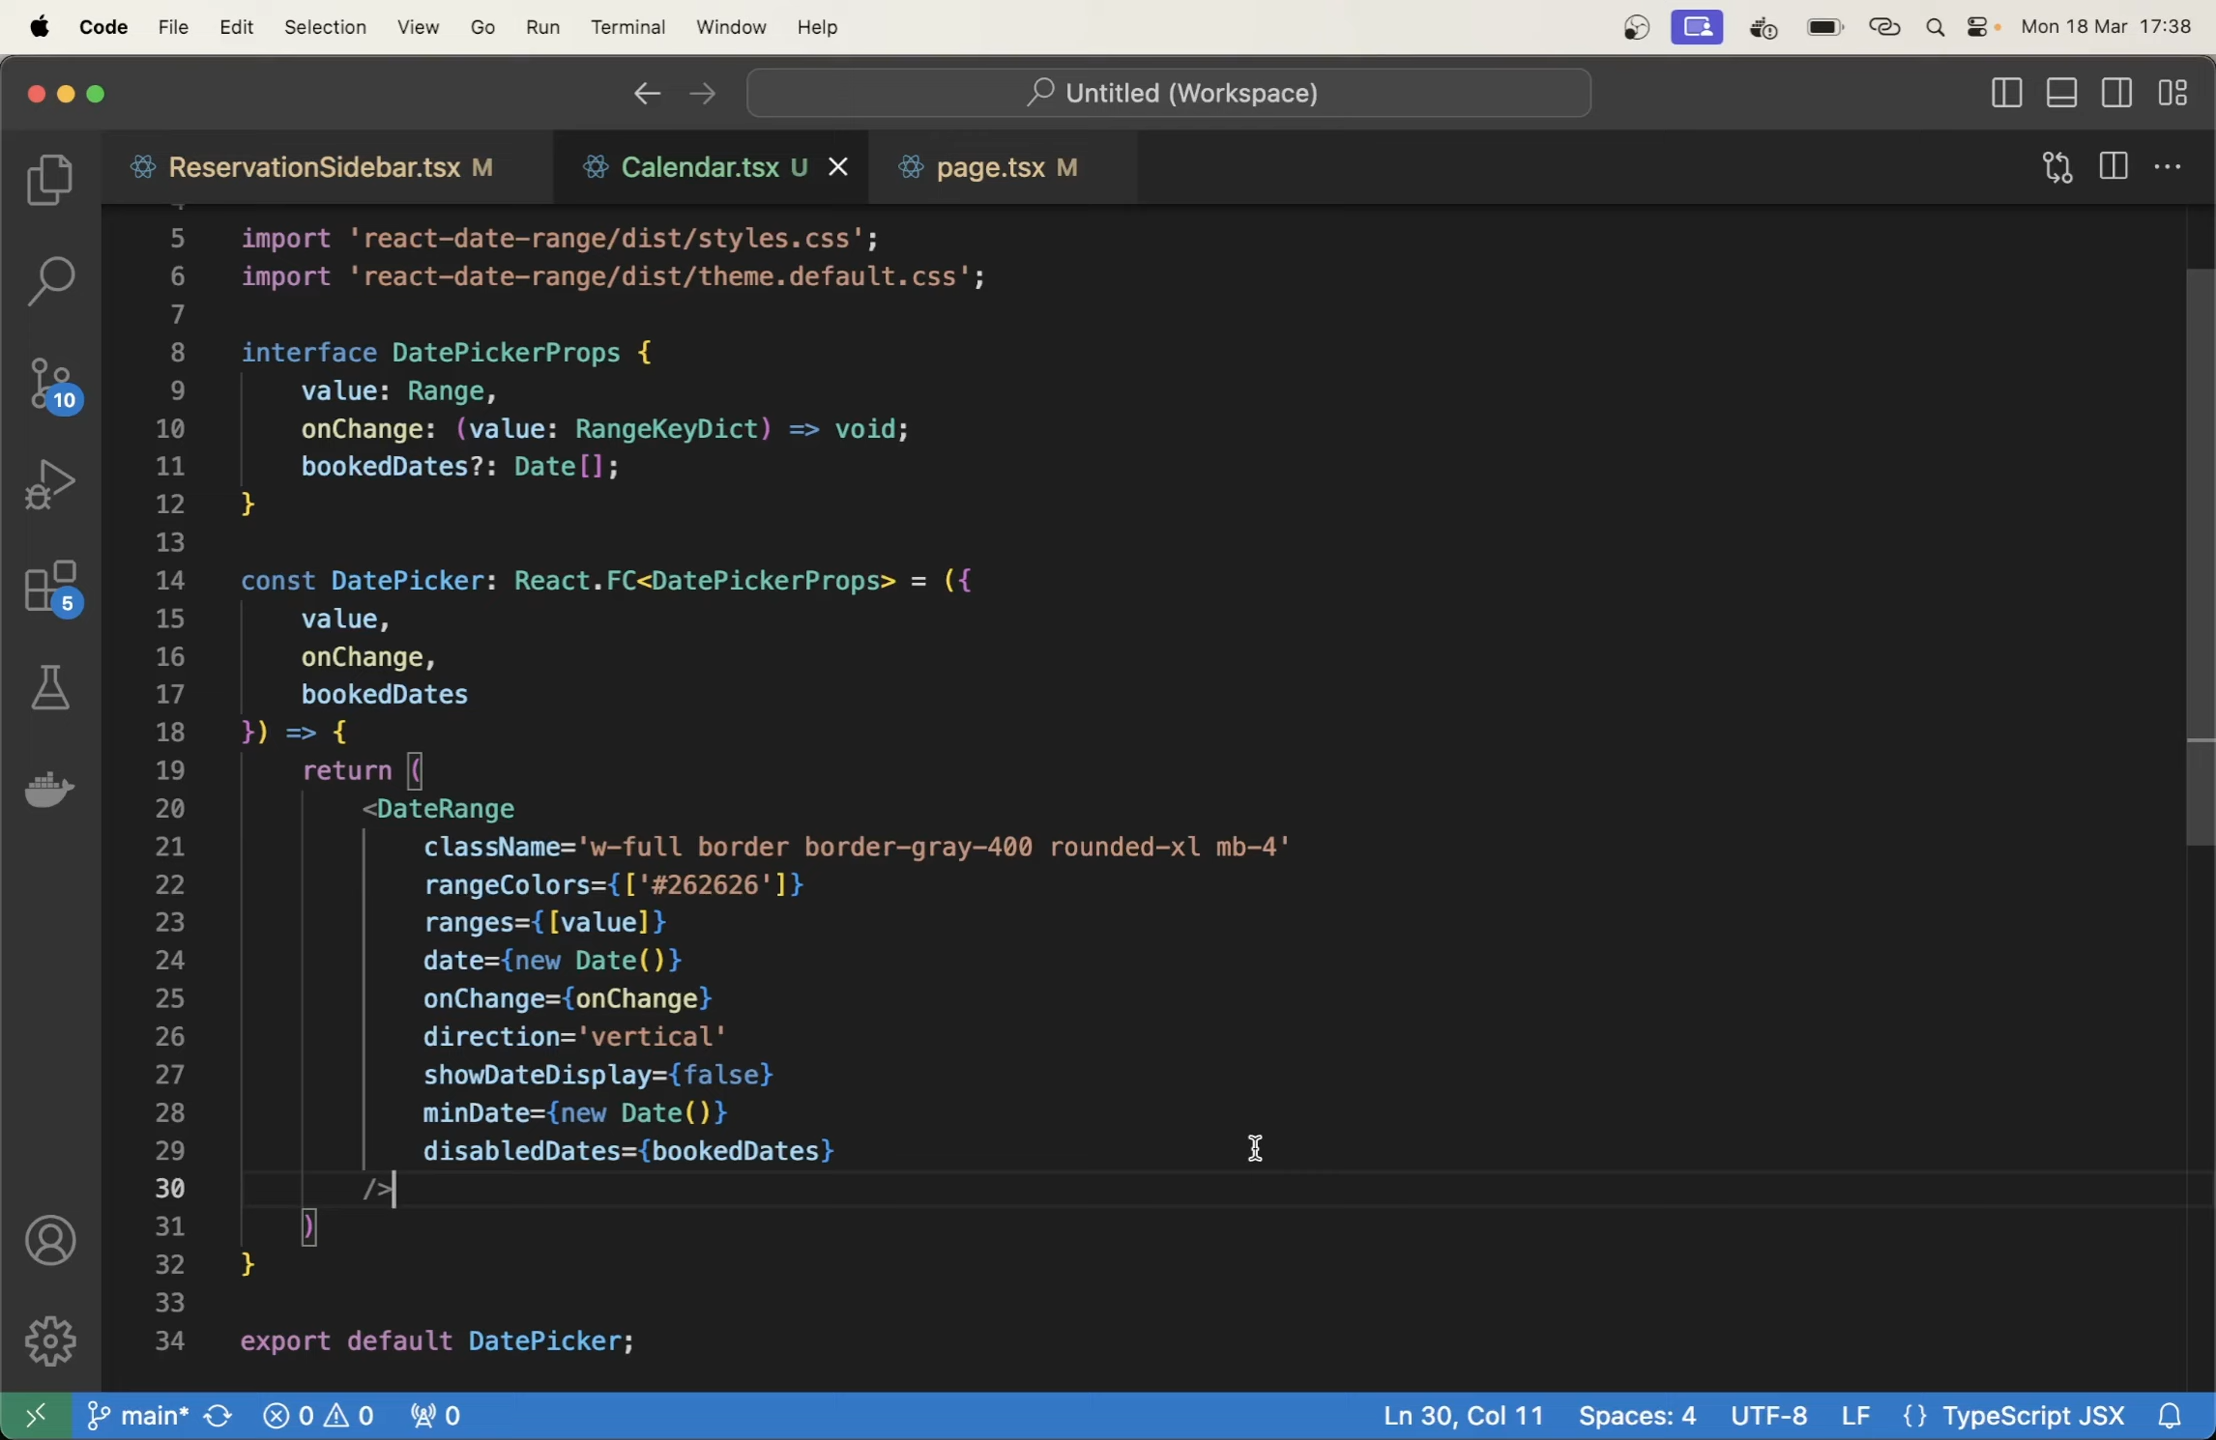 Code File Edit Selection View Go Run Terminal Window Help Mon 18 Mar 17:38
Untitled (Workspace)
ReservationSidebar.tsx M Calendar.tsx U page.tsx M
5 import 'react-date-range/dist/styles.css';
6 import 'react-date-range/dist/theme.default.css';
7
8 interface DatePickerProps {
9 value: Range,
10 onChange: (value: RangeKeyDict) => void;
11 bookedDates?: Date[];
12 }
13
14 const DatePicker: React.FC<DatePickerProps> = ({
15 value,
16 onChange,
17 bookedDates
18 }) => {
19 return (
20 <DateRange
21 className='w-full border border-gray-400 rounded-xl mb-4'
22 rangeColors={['#262626']}
23 ranges={[value]}
24 date={new Date()}
25 onChange={onChange}
26 direction='vertical'
27 showDateDisplay={false}
28 minDate={new Date()}
29 disabledDates={bookedDates}
30 />
31 )
32 }
33
34 export default DatePicker;
10
5
main* 0 0 0 Ln 30, Col 11 Spaces: 4 UTF-8 LF {} TypeScript JSX